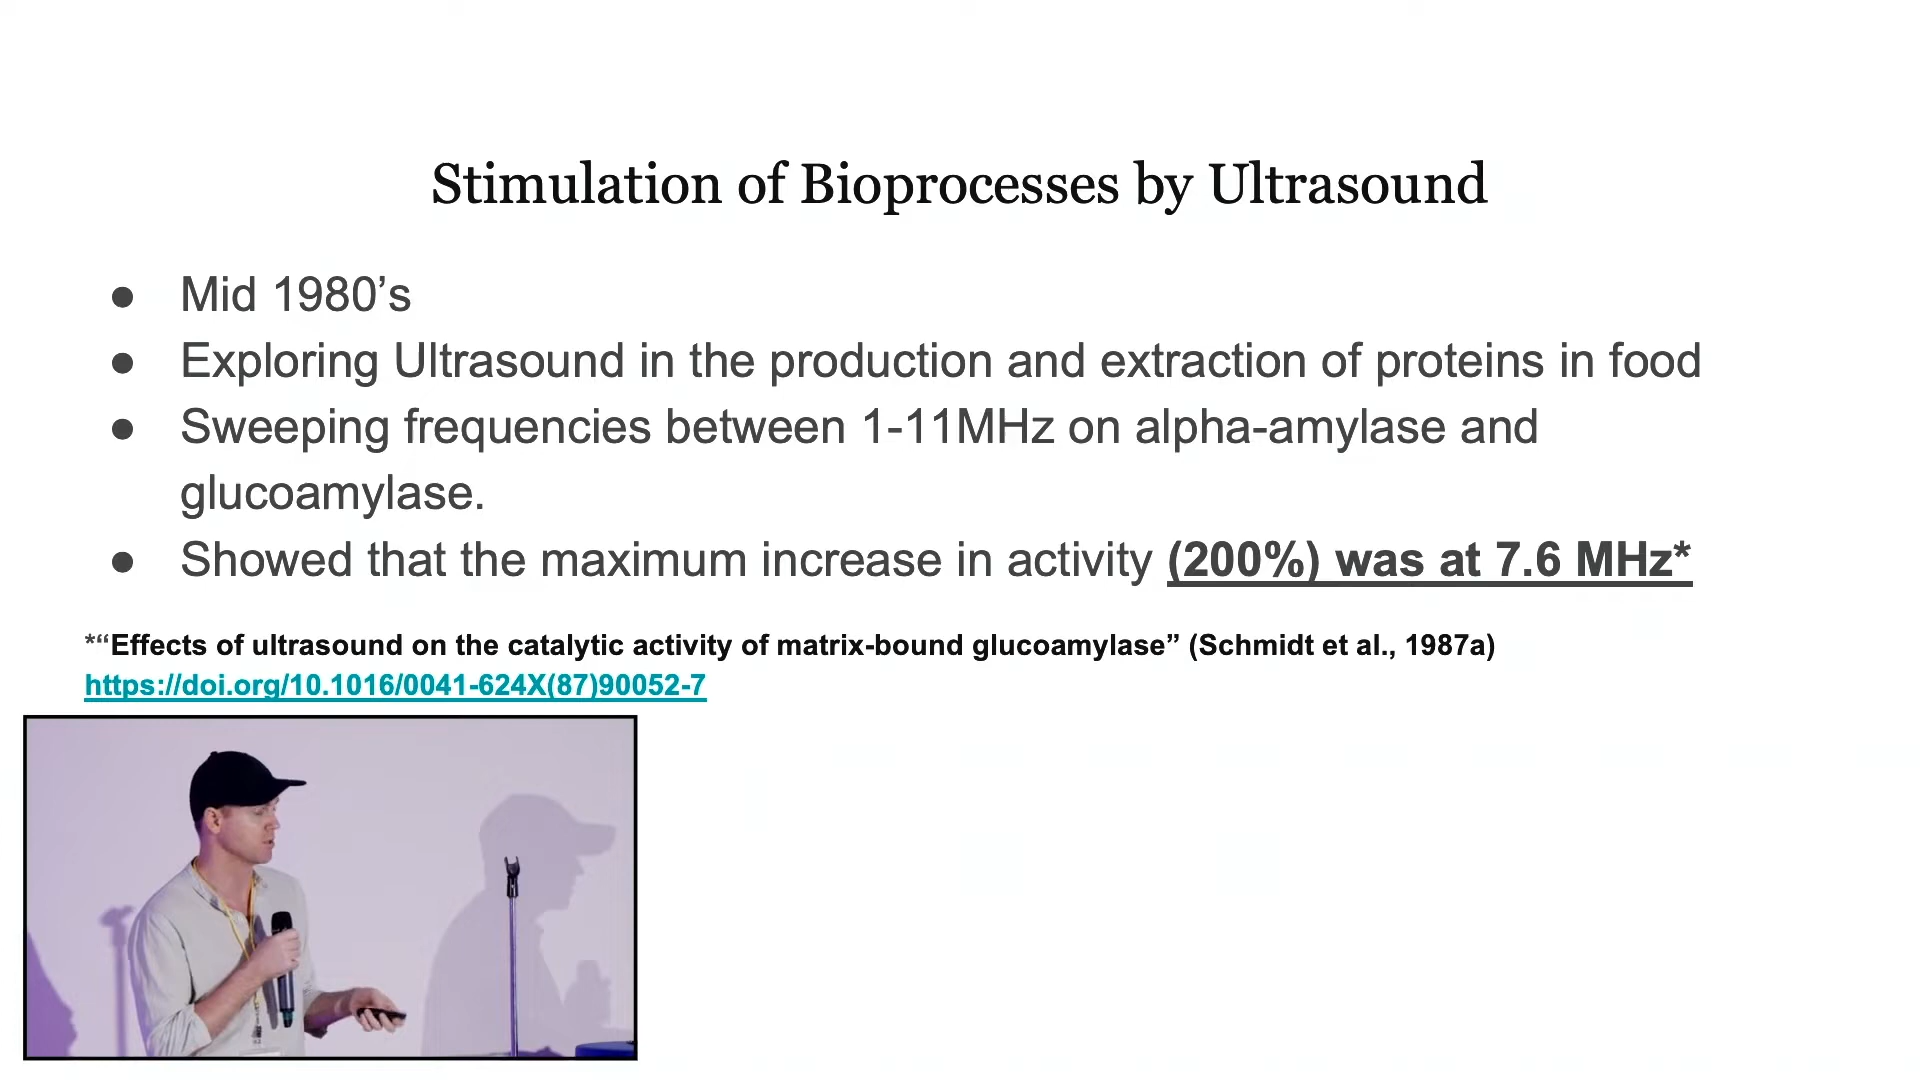 Stimulation of Bioprocesses by Ultrasound
● Mid 1980’s
● Exploring Ultrasound in the production and extraction of proteins in food
● Sweeping frequencies between 1-11MHz on alpha-amylase and
glucoamylase.
● Showed that the maximum increase in activity (200%) was at 7.6 MHz*
*“Effects of ultrasound on the catalytic activity of matrix-bound glucoamylase” (Schmidt et al., 1987a)
https://doi.org/10.1016/0041-624X(87)90052-7